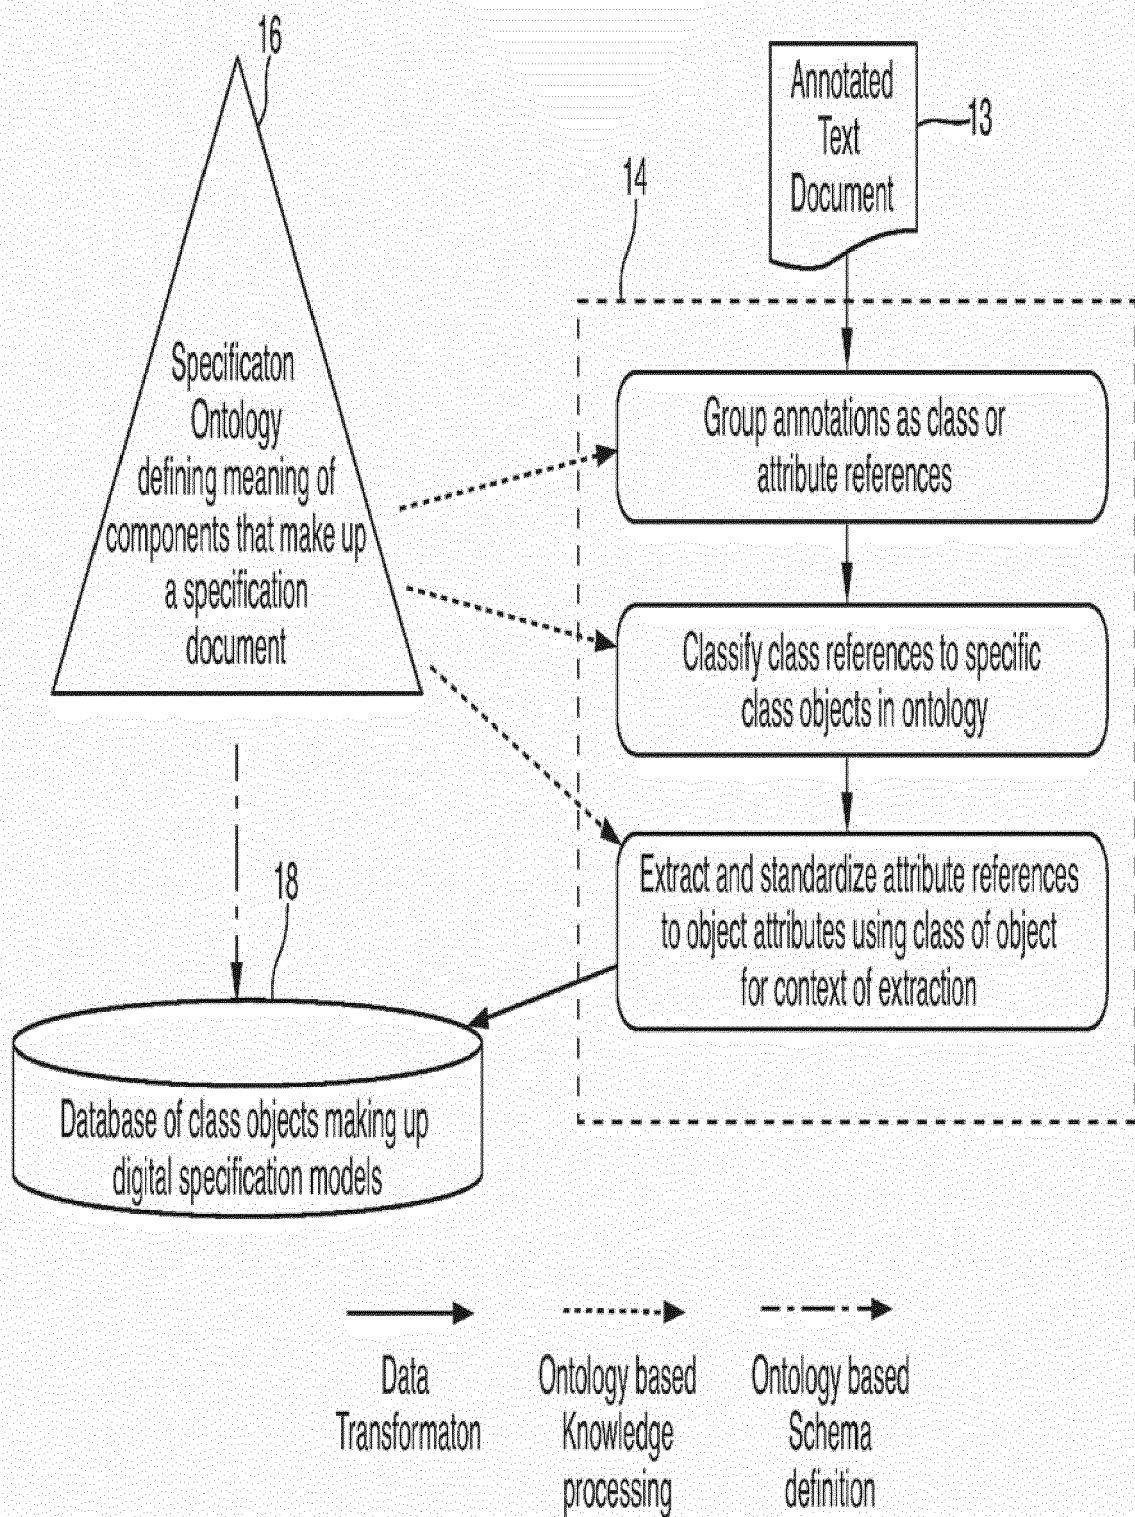 16
Annotated
Text
Document
13
14
Specificaton
Ontology
defining meaning of
components that make up
a specification
document
Group annotations as class or
attribute references
Classify class references to specific
class objects in ontology
Extract and standardize attribute references
to object attributes using class of object
for context of extraction
18
Database of class objects making up
digital specification models
Data
Transformaton
Ontology based
Knowledge
processing
Ontology based
Schema
definition